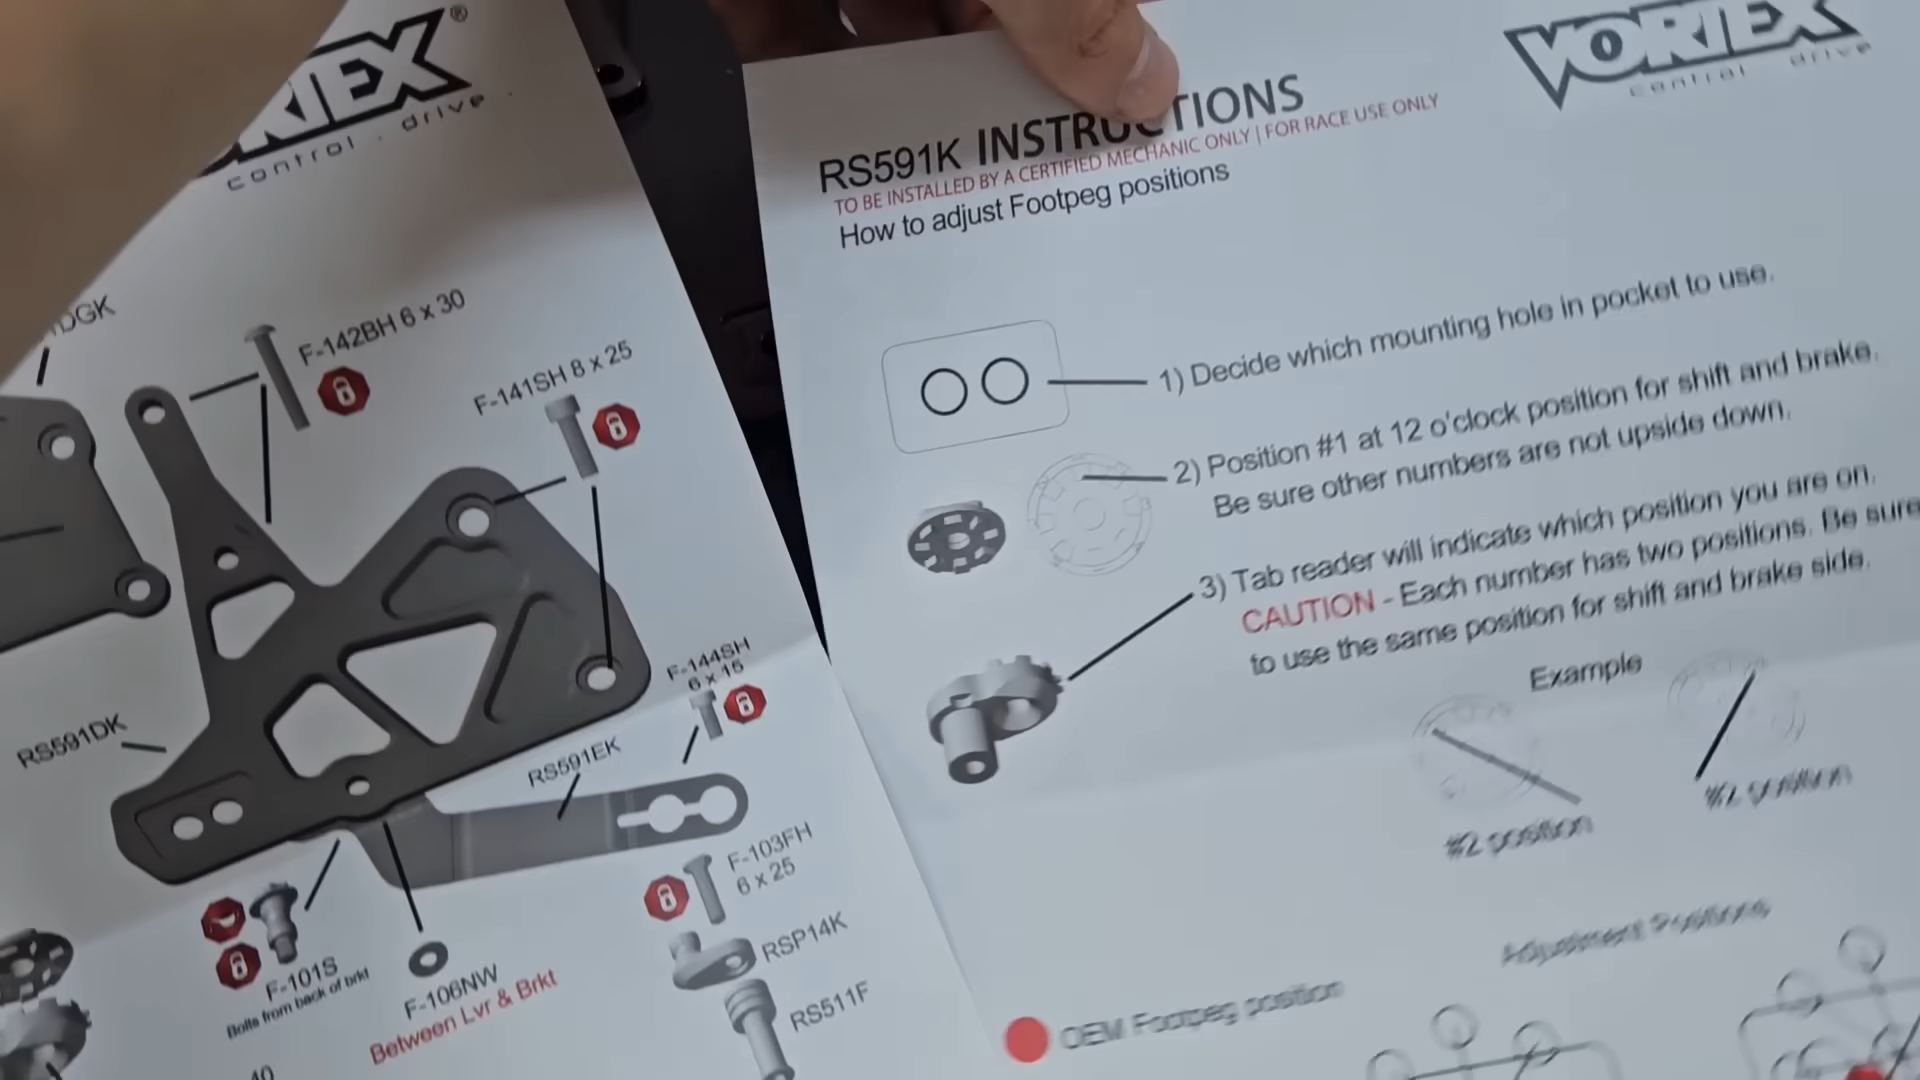 control . drive
F-142BH 6 x 30
F-141SH 8 x 25
RS591DK
RS591EK
F-144SH
6 x 15
F-103FH
6 x 25
RSP14K
RS511F
F-101S
Bolts from back of brkt
F-106NW
Between Lvr & Brkt
40
VORTEX
control drive
RS591K INSTRUCTIONS
TO BE INSTALLED BY A CERTIFIED MECHANIC ONLY | FOR RACE USE ONLY
How to adjust Footpeg positions
1) Decide which mounting hole in pocket to use.
2) Position #1 at 12 o'clock position for shift and brake.
Be sure other numbers are not upside down.
3) Tab reader will indicate which position you are on.
CAUTION - Each number has two positions. Be sure
to use the same position for shift and brake side.
Example
#2 position
position
Adjustment Positions
OEM Footpeg position